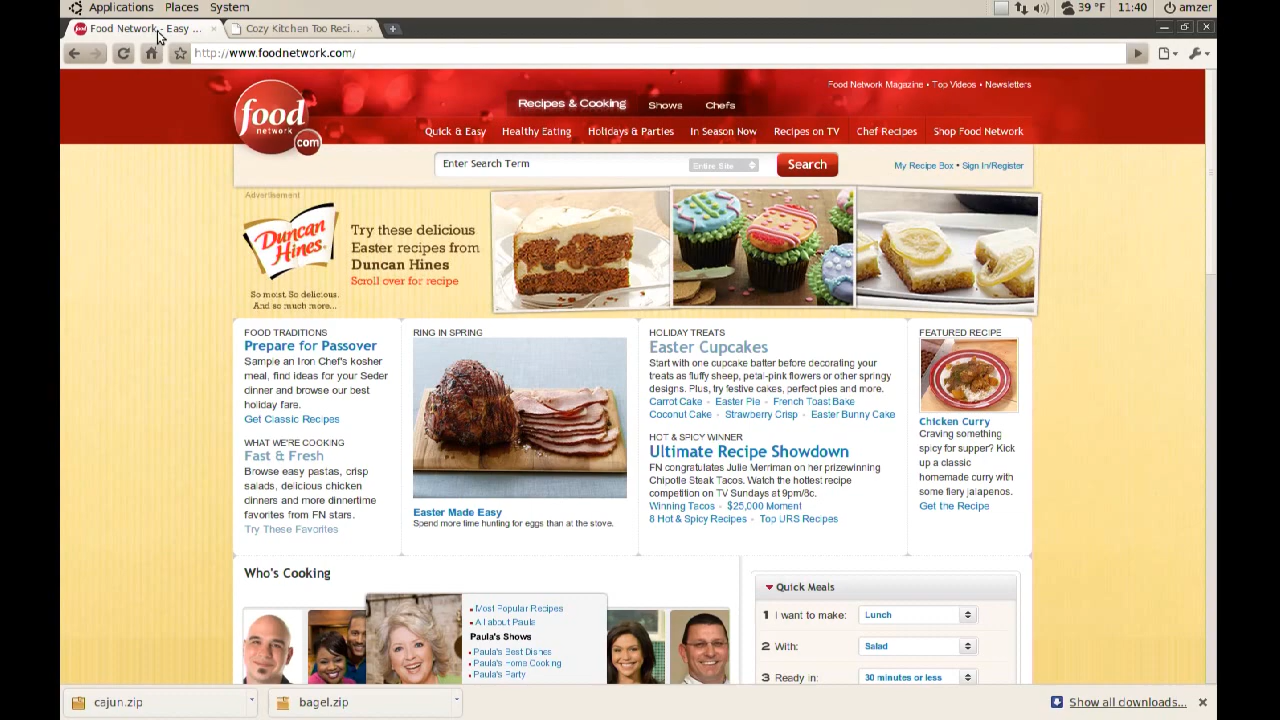 Applications Places System
39 °F 11:40 amzer
Food Network - Easy ...
Cozy Kitchen Too Reci...
http://www.foodnetwork.com/
food
network
com
Food Network Magazine • Top Videos • Newsletters
Recipes & Cooking Shows Chefs
Quick & Easy Healthy Eating Holidays & Parties In Season Now Recipes on TV Chef Recipes Shop Food Network
Enter Search Term
Entire Site
Search
My Recipe Box • Sign In/Register
Advertisement
Duncan
Hines
So moist. So delicious.
And so much more...
Try these delicious
Easter recipes from
Duncan Hines
Scroll over for recipe
FOOD TRADITIONS
Prepare for Passover
Sample an Iron Chef's kosher
meal, find ideas for your Seder
dinner and browse our best
holiday fare.
Get Classic Recipes
WHAT WE'RE COOKING
Fast & Fresh
Browse easy pastas, crisp
salads, delicious chicken
dinners and more dinnertime
favorites from FN stars.
Try These Favorites
RING IN SPRING
Easter Made Easy
Spend more time hunting for eggs than at the stove.
HOLIDAY TREATS
Easter Cupcakes
Start with one cupcake batter before decorating your
treats as fluffy sheep, petal-pink flowers or other springy
designs. Plus, try festive cakes, perfect pies and more.
Carrot Cake • Easter Pie • French Toast Bake
Coconut Cake • Strawberry Crisp • Easter Bunny Cake
HOT & SPICY WINNER
Ultimate Recipe Showdown
FN congratulates Julie Merriman on her prizewinning
Chipotle Steak Tacos. Watch the hottest recipe
competition on TV Sundays at 9pm/8c.
Winning Tacos • $25,000 Moment
8 Hot & Spicy Recipes • Top URS Recipes
FEATURED RECIPE
Chicken Curry
Craving something
spicy for supper? Kick
up a classic
homemade curry with
some fiery jalapenos.
Get the Recipe
Who's Cooking
Most Popular Recipes
All about Paula
Paula's Shows
Paula's Best Dishes
Paula's Home Cooking
Paula's Party
Quick Meals
1 I want to make: Lunch
2 With: Salad
3 Ready in: 30 minutes or less
cajun.zip
bagel.zip
Show all downloads...